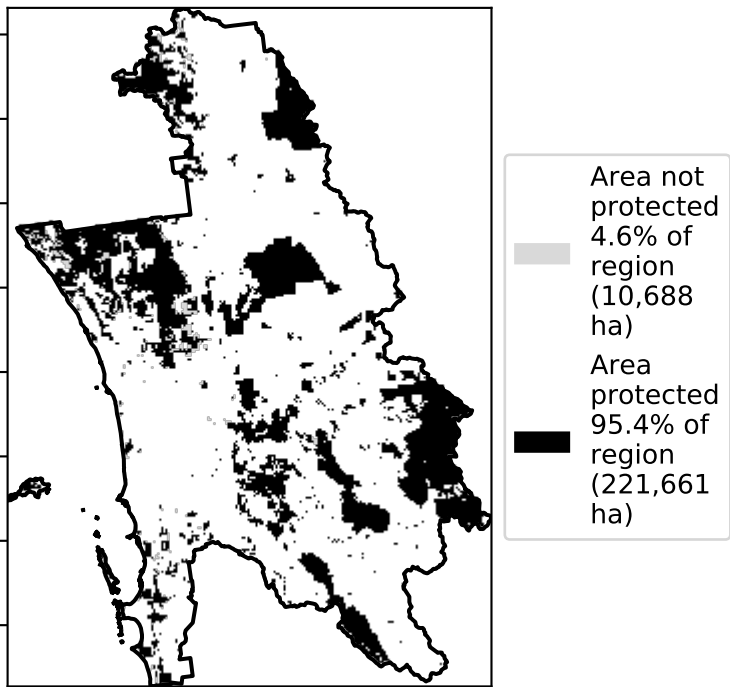 Area not
protected
4.6% of
region
(10,688
ha)
Area
protected
95.4% of
region
(221,661
ha)